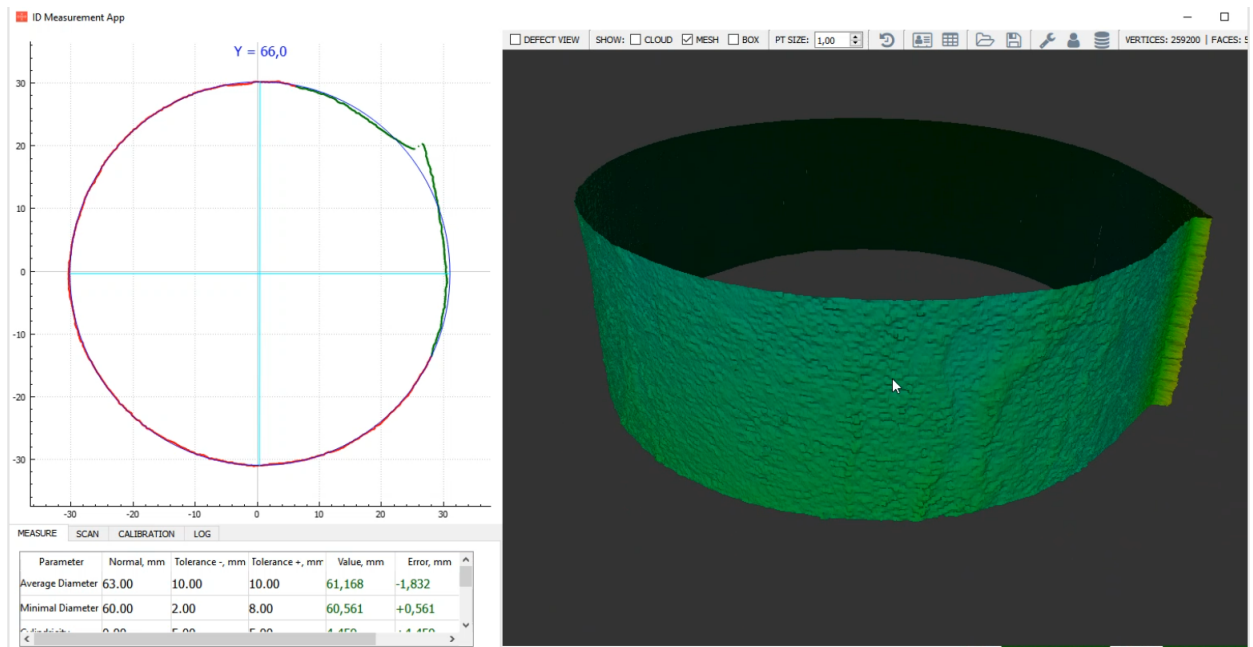 ID Measurement App
DEFECT VIEW SHOW: CLOUD MESH BOX PT SIZE: 1,00 VERTICES: 259200 | FACES:
Y = 66,0
30
20
10
0
-10
-20
-30
-30 -20 -10 0 10 20 30
MEASURE SCAN CALIBRATION LOG
Parameter Normal, mm Tolerance -, mm Tolerance +, mm Value, mm Error, mm
Average Diameter 63.00 10.00 10.00 61,168 -1,832
Minimal Diameter 60.00 2.00 8.00 60,561 +0,561